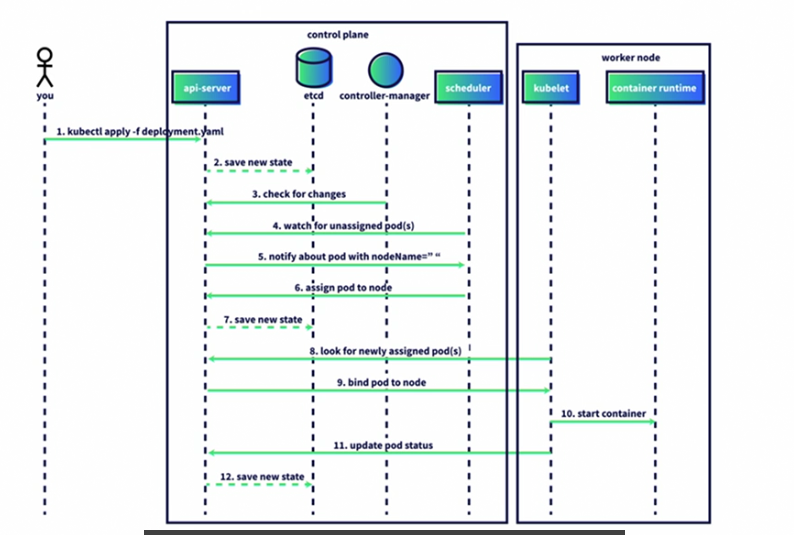 control plane
worker node
api-server
scheduler
kubelet
container runtime
you
etcd
controller-manager
1. kubectl apply -f deployment.yaml
2. save new state
3. check for changes
4. watch for unassigned pod(s)
5. notify about pod with nodeName=” “
6. assign pod to node
7. save new state
8. look for newly assigned pod(s)
9. bind pod to node
10. start container
11. update pod status
12. save new state